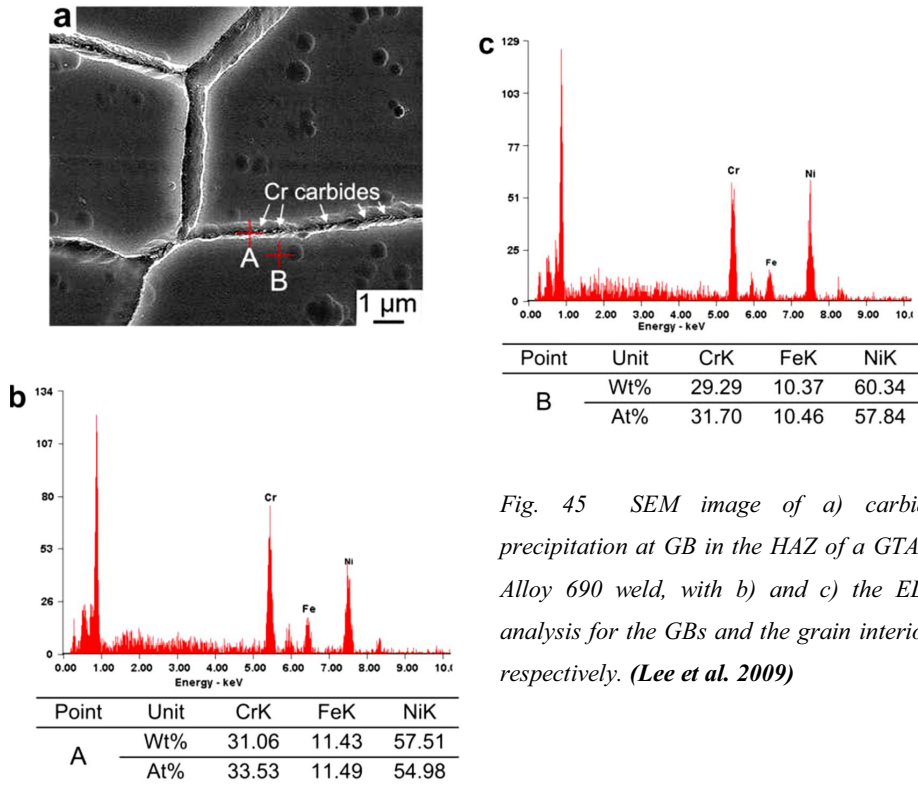 a
Cr carbides
A
B
1 µm
b
134
107
80
53
26
0
Cr
Fe
Ni
0.00 1.00 2.00 3.00 4.00 5.00 6.00 7.00 8.00 9.00
Energy - keV
Point Unit CrK FeK NiK
A
Wt% 31.06 11.43 57.51
At% 33.53 11.49 54.98
c
129
103
77
51
25
0
Cr
Fe
Ni
0.00 1.00 2.00 3.00 4.00 5.00 6.00 7.00 8.00 9.00
Energy - keV
Point Unit CrK FeK NiK
B
Wt% 29.29 10.37 60.34
At% 31.70 10.46 57.84
Fig. 45 SEM image of a)
precipitation at GB in the HAZ of a
Alloy 690 weld, with b) and c) the
analysis for the GBs and the grain
respectively. (Lee et al. 2009)